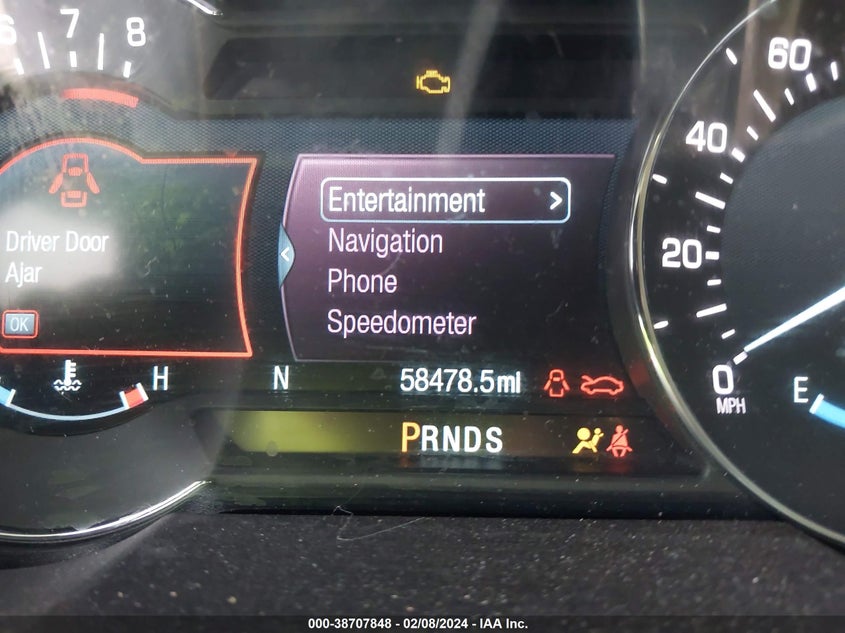 6 7 8
60
40
20
0
MPH
E
Driver Door
Ajar
OK
Entertainment >
Navigation
Phone
Speedometer
H
N
58478.5mi
PRNDS
000-38707848 - 02/08/2024 - IAA Inc.